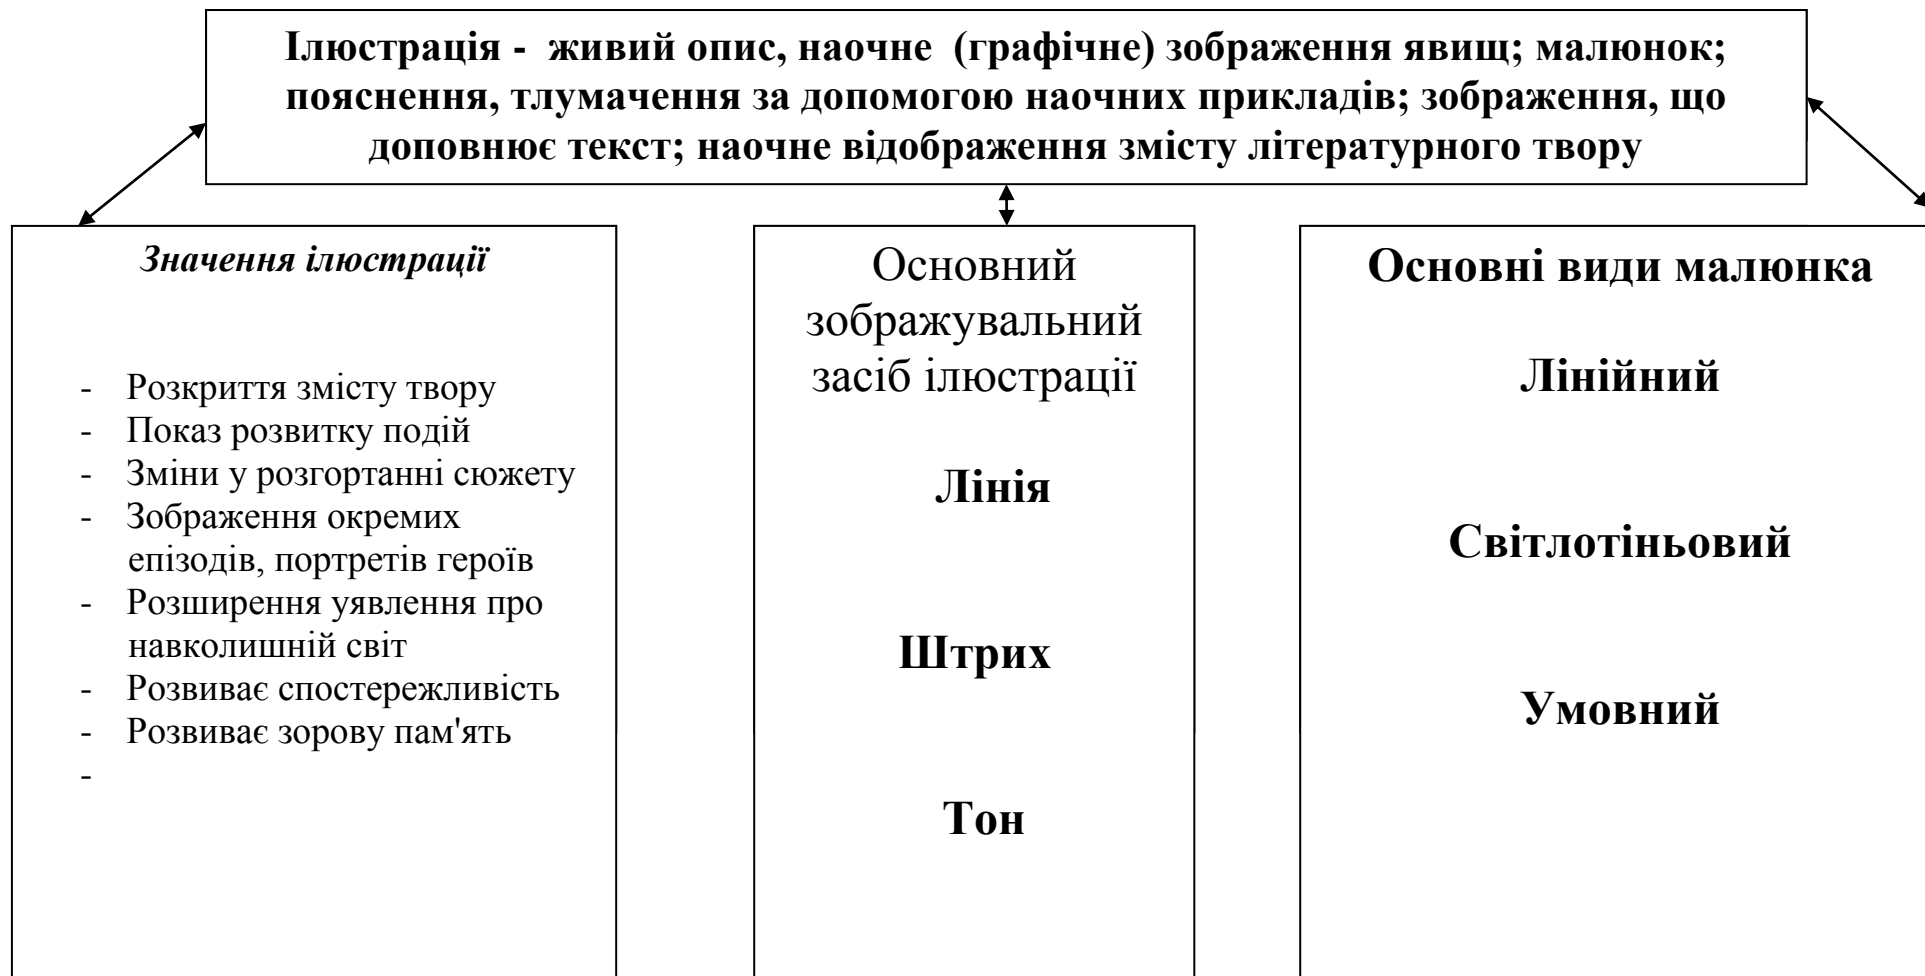 Ілюстрація -  живий опис, наочне  (графічне) зображення явищ; малюнок;
пояснення, тлумачення за допомогою наочних прикладів; зображення, що
доповнює текст; наочне відображення змісту літературного твору
Значення ілюстрації
- Розкриття змісту твору
- Показ розвитку подій
- Зміни у розгортанні сюжету
- Зображення окремих
епізодів, портретів героїв
- Розширення уявлення про
навколишній світ
- Розвиває спостережливість
- Розвиває зорову пам'ять
-
Основний
зображувальний
засіб ілюстрації
Лінія
Штрих
Тон
Основні види малюнка
Лінійний
Світлотіньовий
Умовний